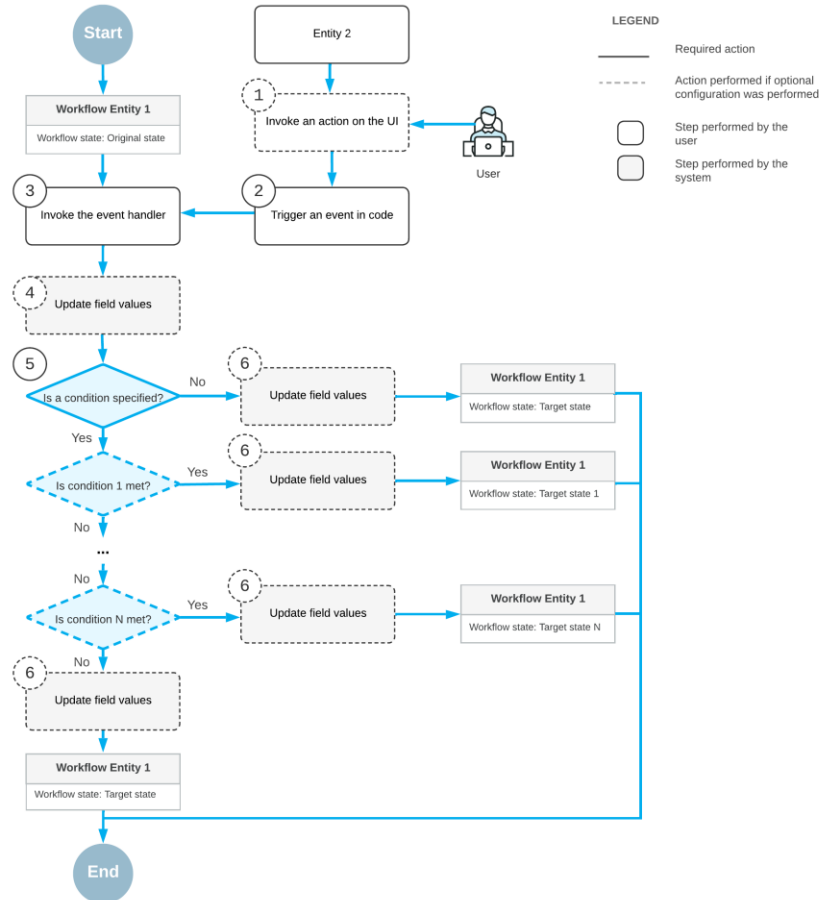 Start
Entity 2
LEGEND
Required action
Action performed if optional
configuration was performed
Step performed by the
user
Step performed by the
system
1
Invoke an action on the UI
User
Workflow Entity 1
Workflow state: Original state
3
Invoke the event handler
2
Trigger an event in code
4
Update field values
5
Is a condition specified?
No
6
Update field values
Workflow Entity 1
Workflow state: Target state
Yes
Is condition 1 met?
Yes
6
Update field values
Workflow Entity 1
Workflow state: Target state 1
No
...
No
Is condition N met?
Yes
6
Update field values
Workflow Entity 1
Workflow state: Target state N
No
6
Update field values
Workflow Entity 1
Workflow state: Target state
End